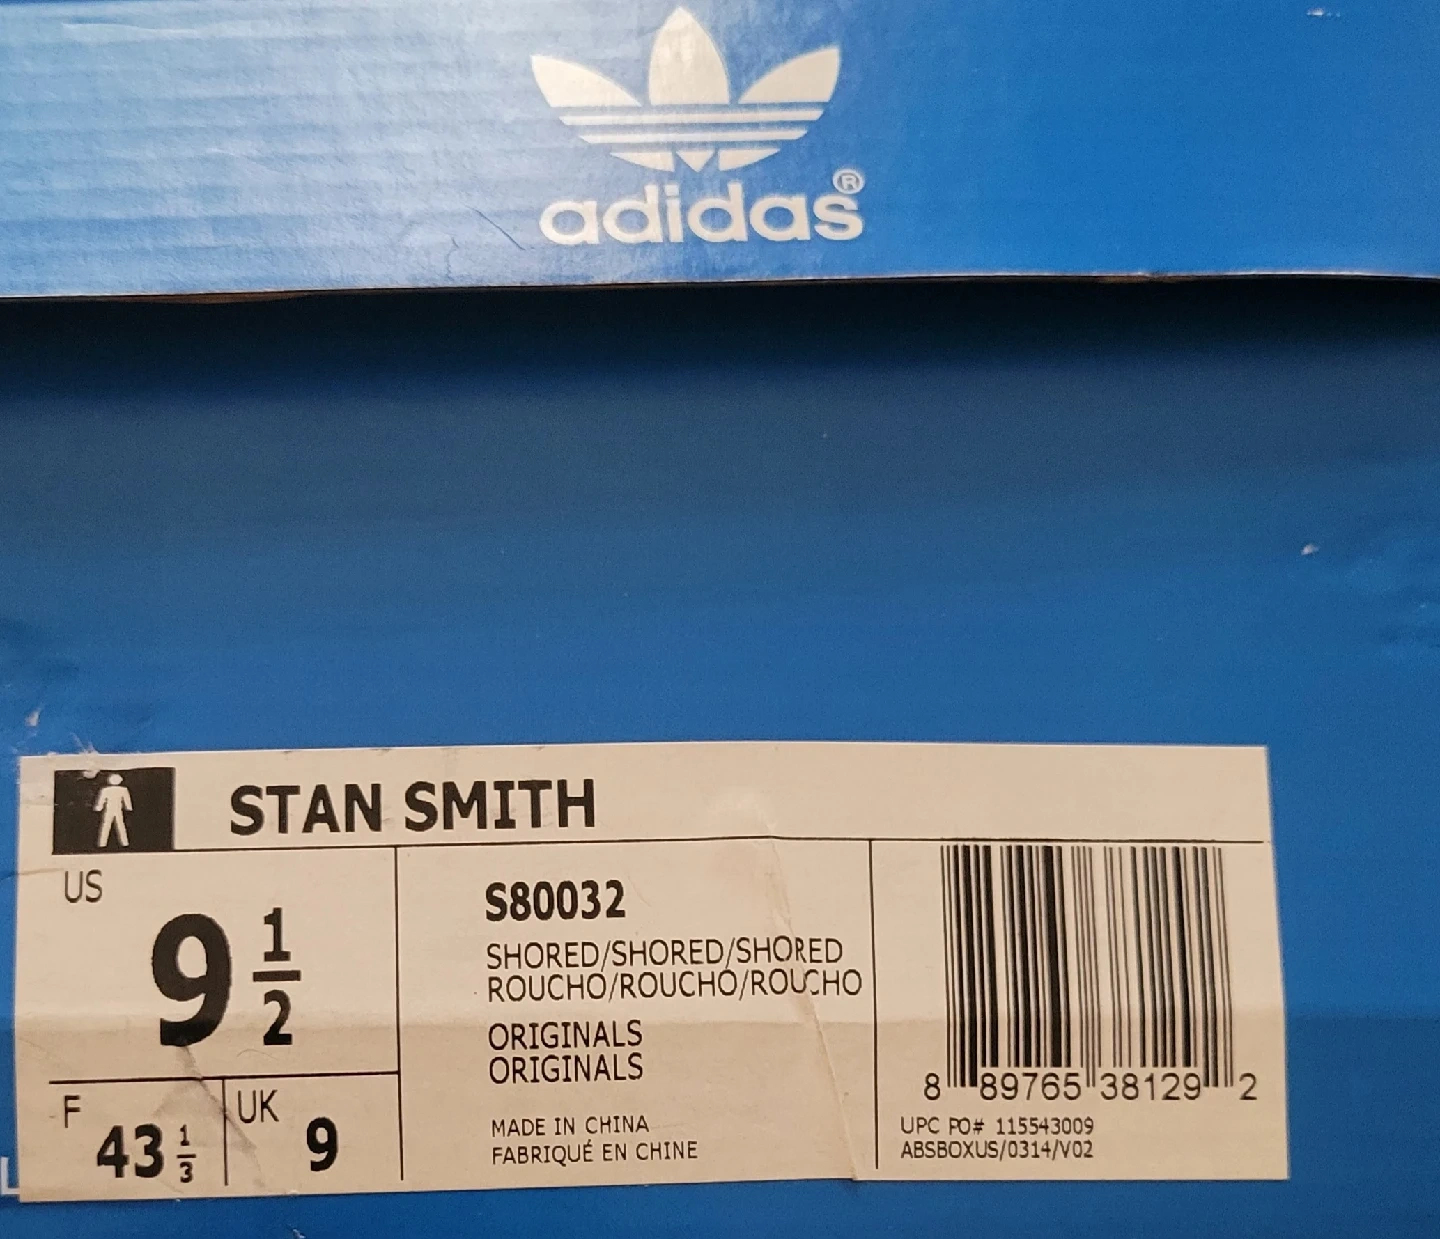 adidas®
STAN SMITH
US
9 1/2
F
43 1/3
UK
9
S80032
SHORED/SHORED/SHORED
ROUCHO/ROUCHO/ROUCHO
ORIGINALS
ORIGINALS
MADE IN CHINA
FABRIQUÉ EN CHINE
8 89765 38129 2
UPC PO# 115543009
ABSBOXUS/0314/V02
L